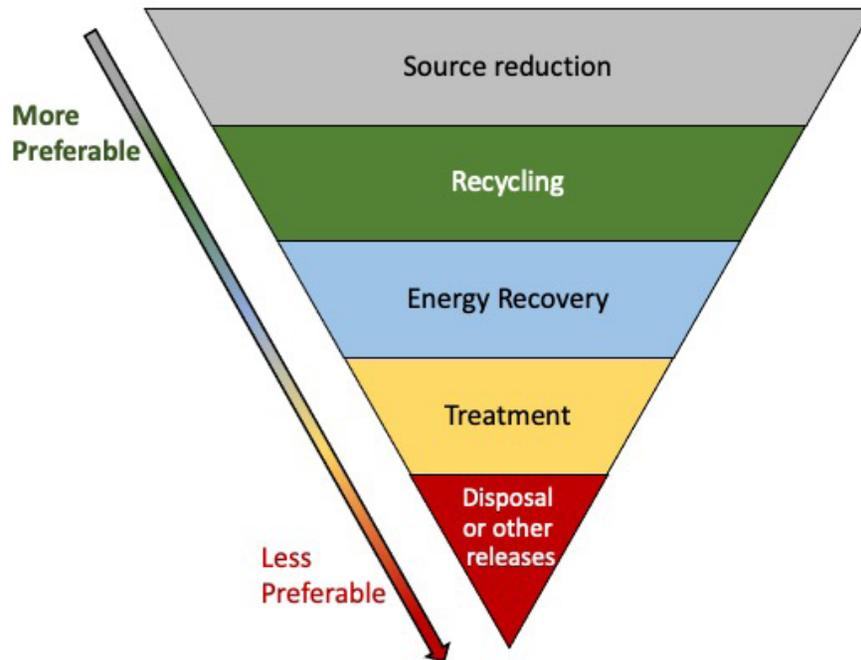 Source reduction
More
Preferable
Recycling
Energy Recovery
Treatment
Disposal
or other
releases
Less
Preferable